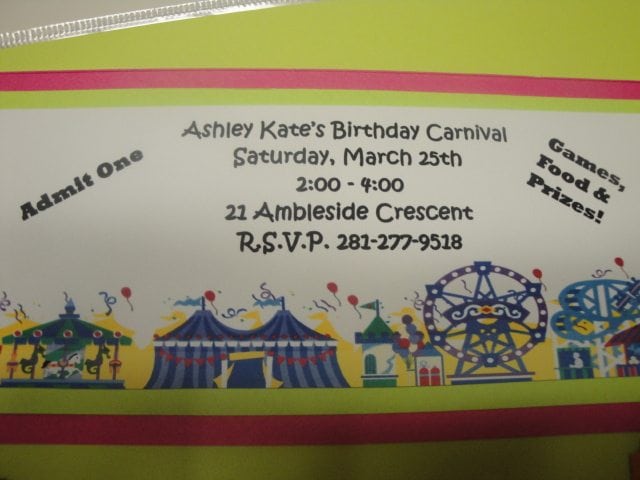 Admit One
Ashley Kate's Birthday Carnival
Saturday, March 25th
2:00 - 4:00
21 Ambleside Crescent
R.S.V.P. 281-277-9518
Games,
Food &
Prizes!